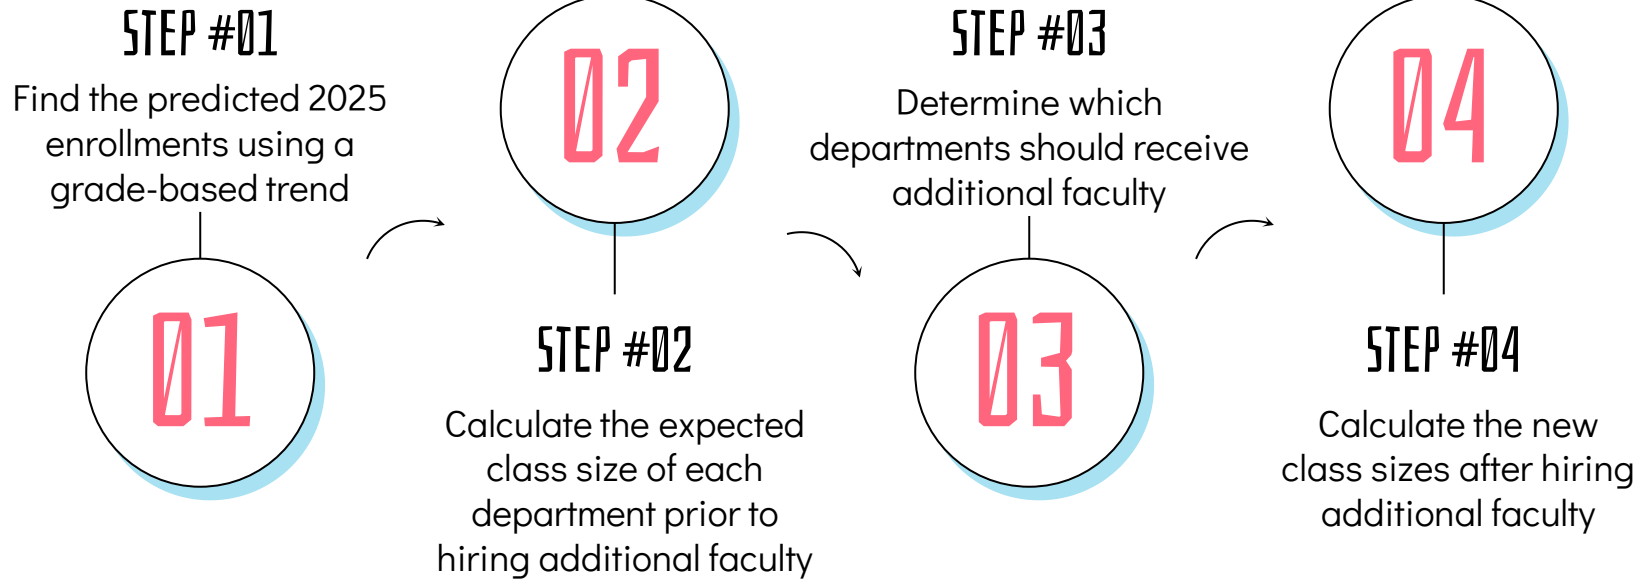 STEP #01
Find the predicted 2025
enrollments using a
grade-based trend
01
02
STEP #02
Calculate the expected
class size of each
department prior to
hiring additional faculty
STEP #03
Determine which
departments should receive
additional faculty
03
04
STEP #04
Calculate the new
class sizes after hiring
additional faculty